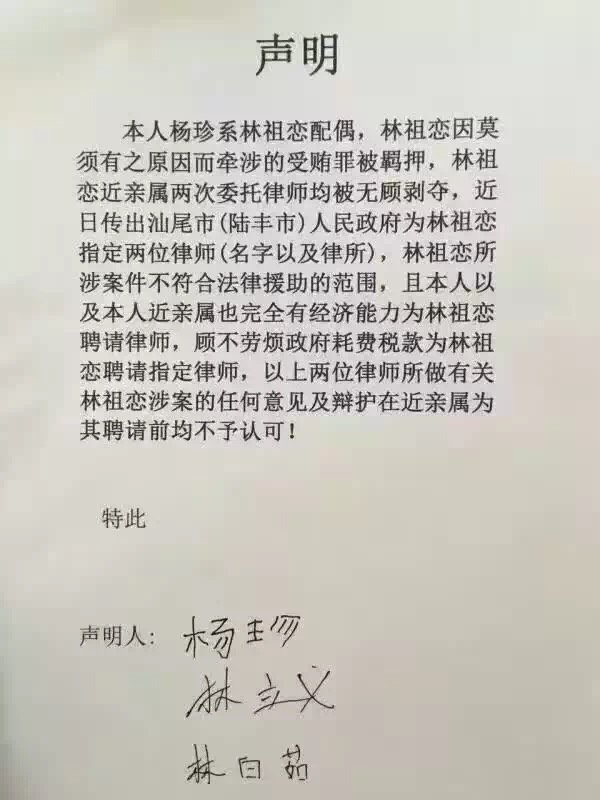 声明
本人杨珍系林祖恋配偶，林祖恋因莫
须有之原因而牵涉的受贿罪被羁押，林祖
恋近亲属两次委托律师均被无顾剥夺，近
日传出汕尾市(陆丰市)人民政府为林祖恋
指定两位律师(名字以及律所)，林祖恋所
涉案件不符合法律援助的范围，且本人以
及本人近亲属也完全有经济能力为林祖恋
聘请律师，顾不劳烦政府耗费税款为林祖
恋聘请指定律师，以上两位律师所做有关
林祖恋涉案的任何意见及辩护在近亲属为
其聘请前均不予认可！
特此
声明人：杨珍
林立义
林白茹